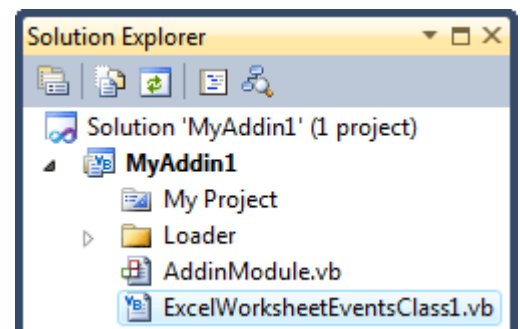 Solution Explorer
Solution 'MyAddin1' (1 project)
MyAddin1
My Project
Loader
AddinModule.vb
ExcelWorksheetEventsClass1.vb